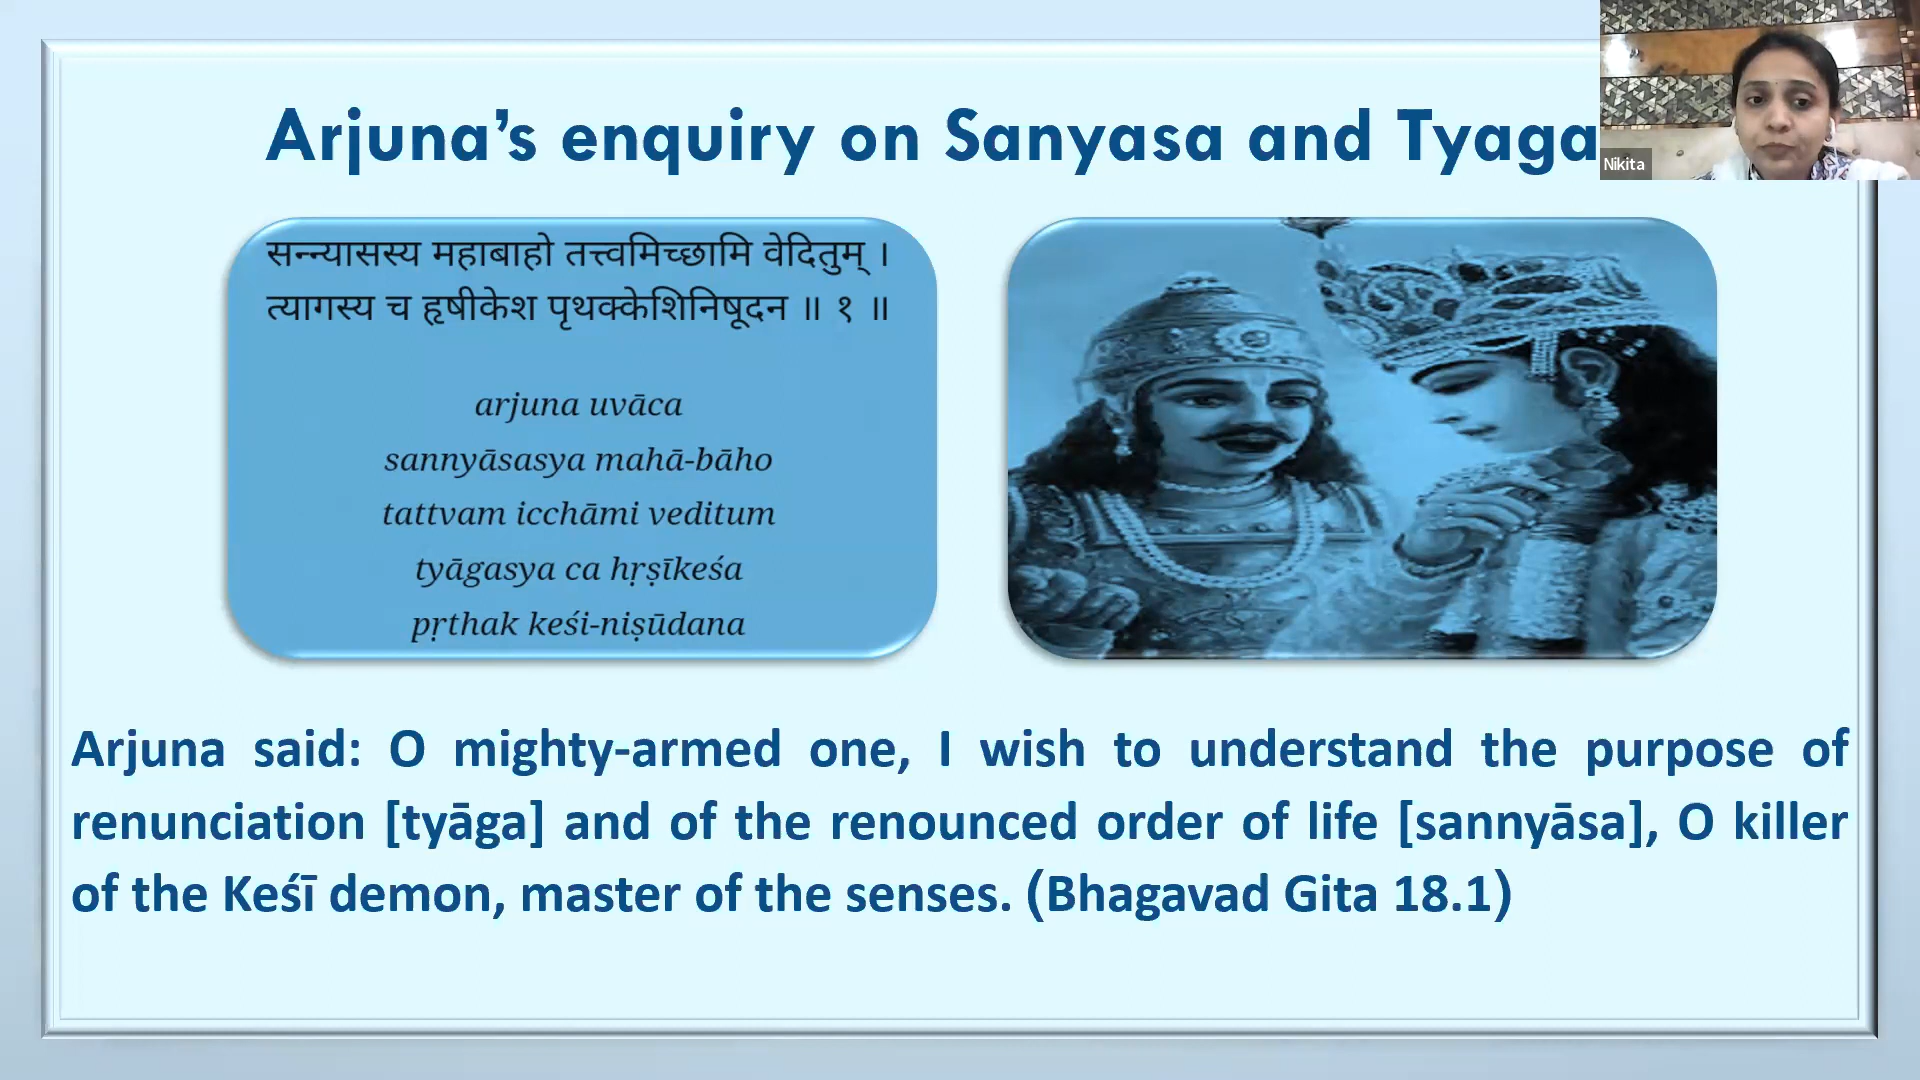 Arjuna’s enquiry on Sanyasa and Tyaga
Nikita
सन्न्यासस्य महाबाहो तत्त्वमिच्छामि वेदितुम् ।
त्यागस्य च हृषीकेश पृथक्केशिनिषूदन ॥ १ ॥
arjuna uvāca
sannyāsasya mahā-bāho
tattvam icchāmi veditum
tyāgasya ca hṛṣīkeśa
pṛthak keśi-niṣūdana
Arjuna said: O mighty-armed one, I wish to understand the purpose of
renunciation [tyāga] and of the renounced order of life [sannyāsa], O killer
of the Keśī demon, master of the senses. (Bhagavad Gita 18.1)